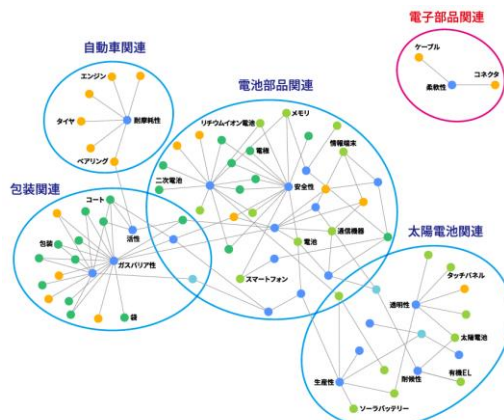 電子部品関連
ケーブル
コネクタ
柔軟性
自動車関連
エンジン
タイヤ
耐摩耗性
ベアリング
電池部品関連
メモリ
リチウムイオン電池
電機
情報端末
二次電池
安全性
通信機器
電池
スマートフォン
包装関連
コート
包装
活性
ガスバリア性
袋
太陽電池関連
タッチパネル
透明性
太陽電池
有機EL
耐候性
生産性
ソーラバッテリー